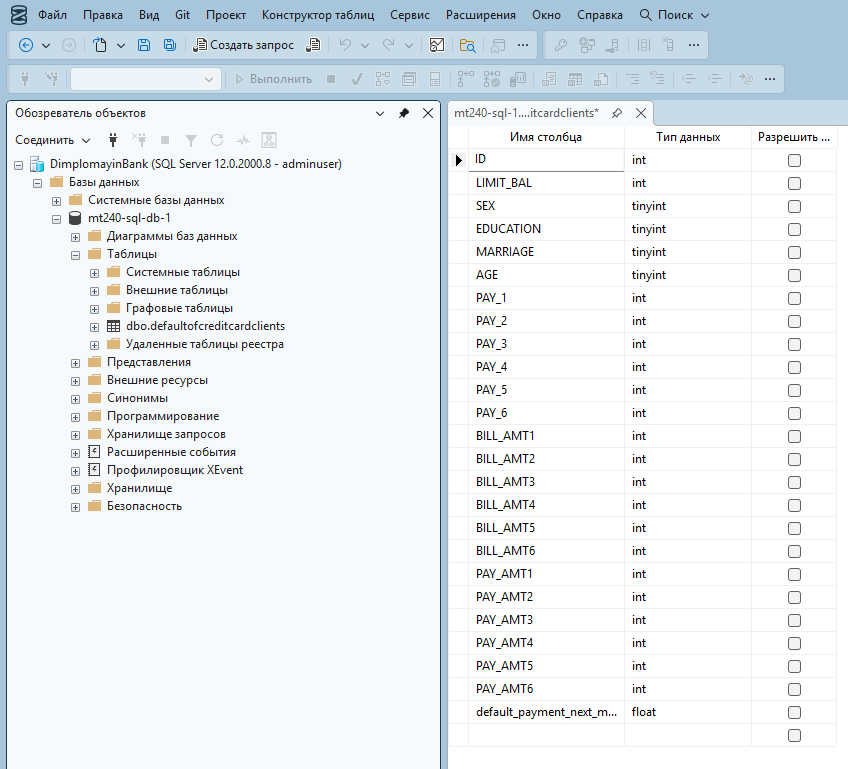 Файл Правка Вид Git Проект Конструктор таблиц Сервис Расширения Окно Справка Поиск
Создать запрос
Выполнить
Обозреватель объектов
Соединить
DimplomayinBank (SQL Server 12.0.2000.8 - adminuser)
Базы данных
Системные базы данных
mt240-sql-db-1
Диаграммы баз данных
Таблицы
Системные таблицы
Внешние таблицы
Графовые таблицы
dbo.defaultofcreditcardclients
Удаленные таблицы реестра
Представления
Внешние ресурсы
Синонимы
Программирование
Хранилище запросов
Расширенные события
Профилировщик XEvent
Хранилище
Безопасность
mt240-sql-1....itcardclients*
Имя столбца Тип данных Разрешить ...
ID int
LIMIT_BAL int
SEX tinyint
EDUCATION tinyint
MARRIAGE tinyint
AGE tinyint
PAY_1 int
PAY_2 int
PAY_3 int
PAY_4 int
PAY_5 int
PAY_6 int
BILL_AMT1 int
BILL_AMT2 int
BILL_AMT3 int
BILL_AMT4 int
BILL_AMT5 int
BILL_AMT6 int
PAY_AMT1 int
PAY_AMT2 int
PAY_AMT3 int
PAY_AMT4 int
PAY_AMT5 int
PAY_AMT6 int
default_payment_next_m... float